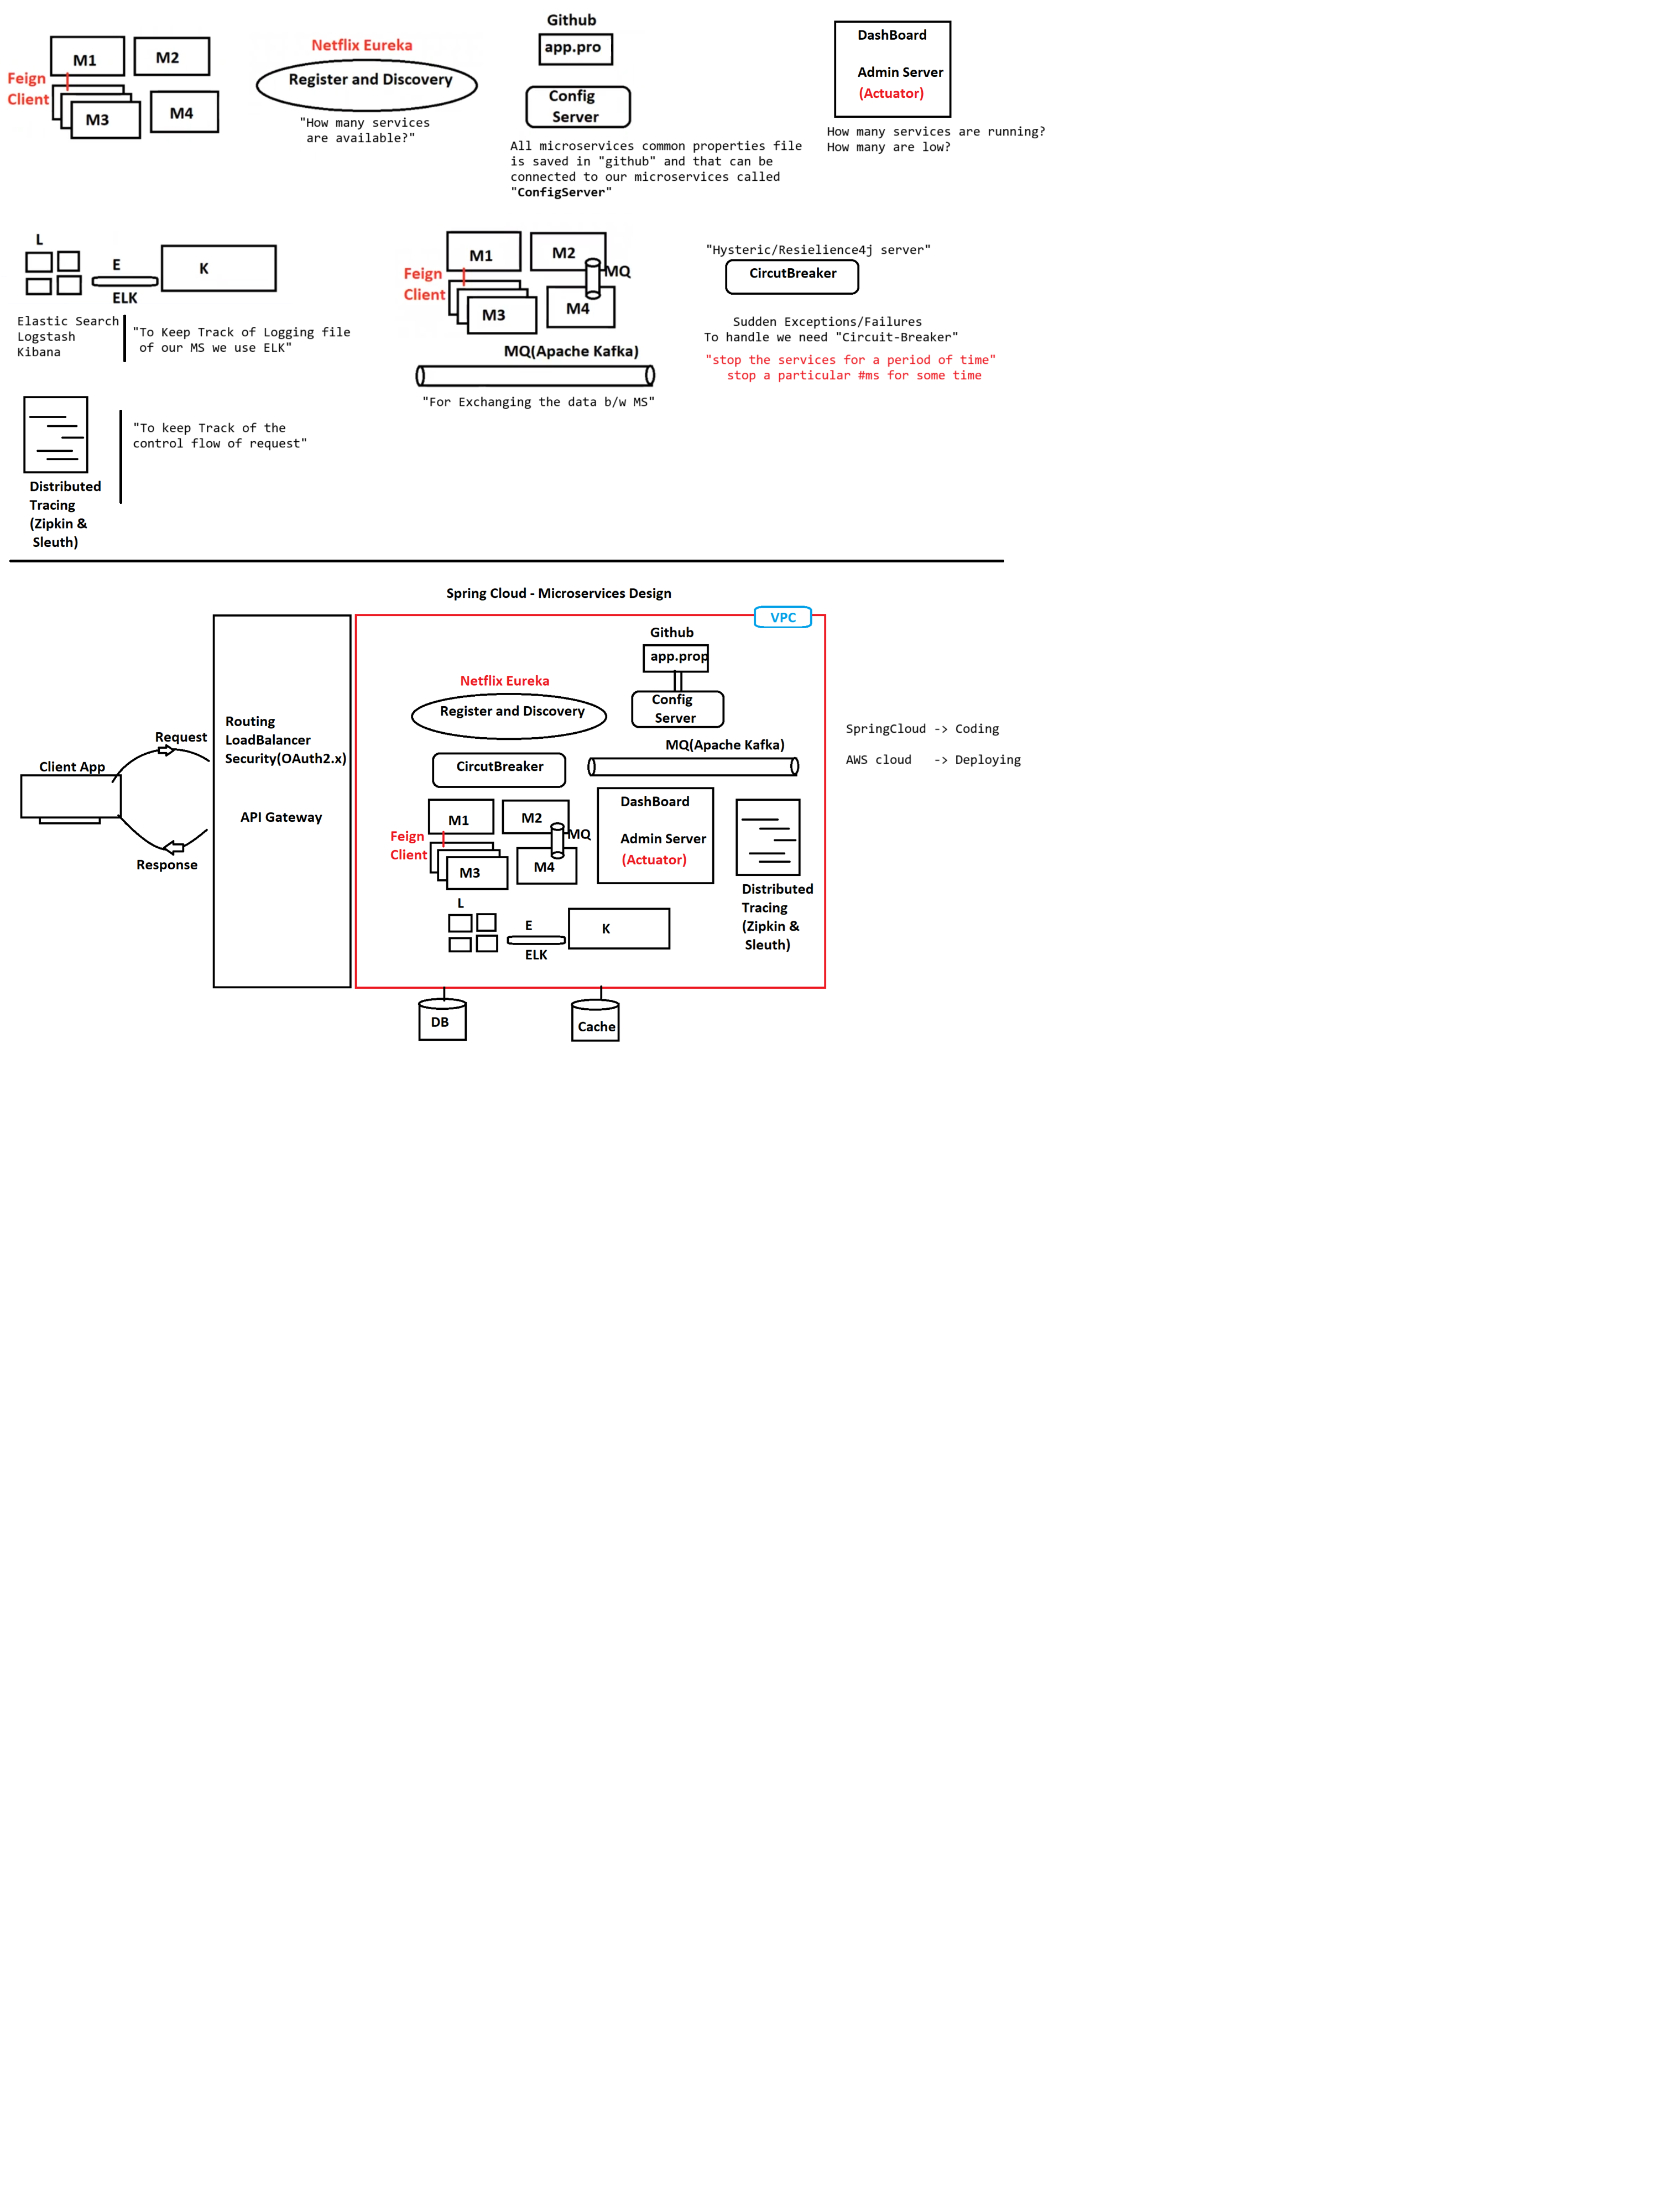 M1
M2
Feign
Client
M3
M4
Netflix Eureka
Register and Discovery
"How many services
are available?"
Github
app.pro
Config
Server
All microservices common properties file
is saved in "github" and that can be
connected to our microservices called
"ConfigServer"
DashBoard
Admin Server
(Actuator)
How many services are running?
How many are low?
L
E
K
ELK
Elastic Search
Logstash
Kibana
"To Keep Track of Logging file
of our MS we use ELK"
M1
M2
MQ
Feign
Client
M3
M4
MQ(Apache Kafka)
"For Exchanging the data b/w MS"
"Hysteric/Resielience4j server"
CircutBreaker
Sudden Exceptions/Failures
To handle we need "Circuit-Breaker"
"stop the services for a period of time"
stop a particular #ms for some time
"To keep Track of the
control flow of request"
Distributed
Tracing
(Zipkin &
Sleuth)
Spring Cloud - Microservices Design
VPC
Client App
Request
Response
Routing
LoadBalancer
Security(OAuth2.x)
API Gateway
Github
app.prop
Config
Server
Netflix Eureka
Register and Discovery
MQ(Apache Kafka)
CircutBreaker
M1
M2
MQ
Feign
Client
M3
M4
DashBoard
Admin Server
(Actuator)
Distributed
Tracing
(Zipkin &
Sleuth)
L
E
K
ELK
DB
Cache
SpringCloud -> Coding
AWS cloud -> Deploying